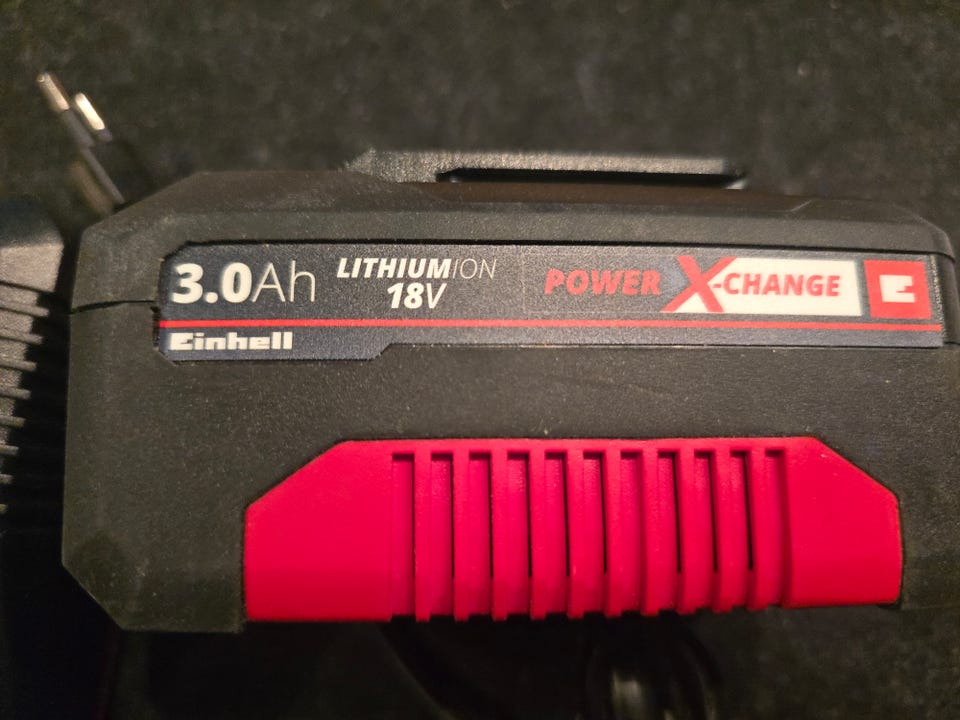 3.0Ah
LITHIUMION
18V
POWER X-CHANGE
Einhell